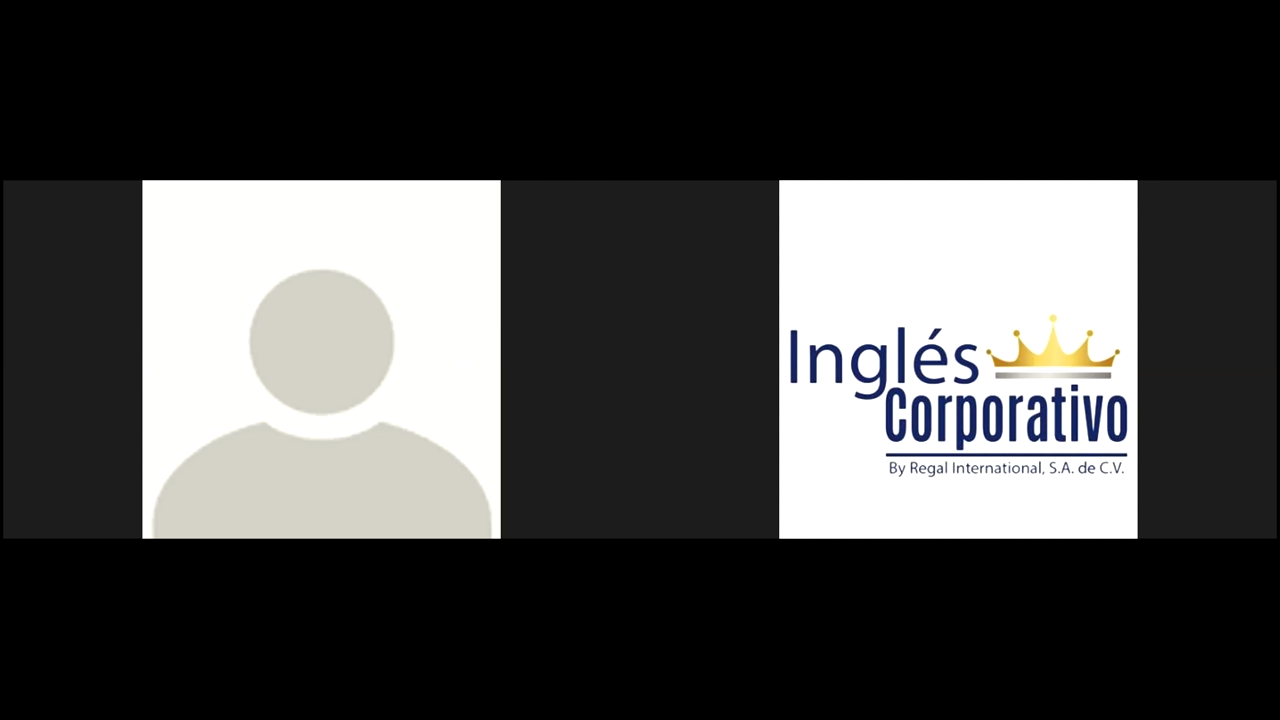 Inglés
Corporativo
By Regal International, S.A. de C.V.